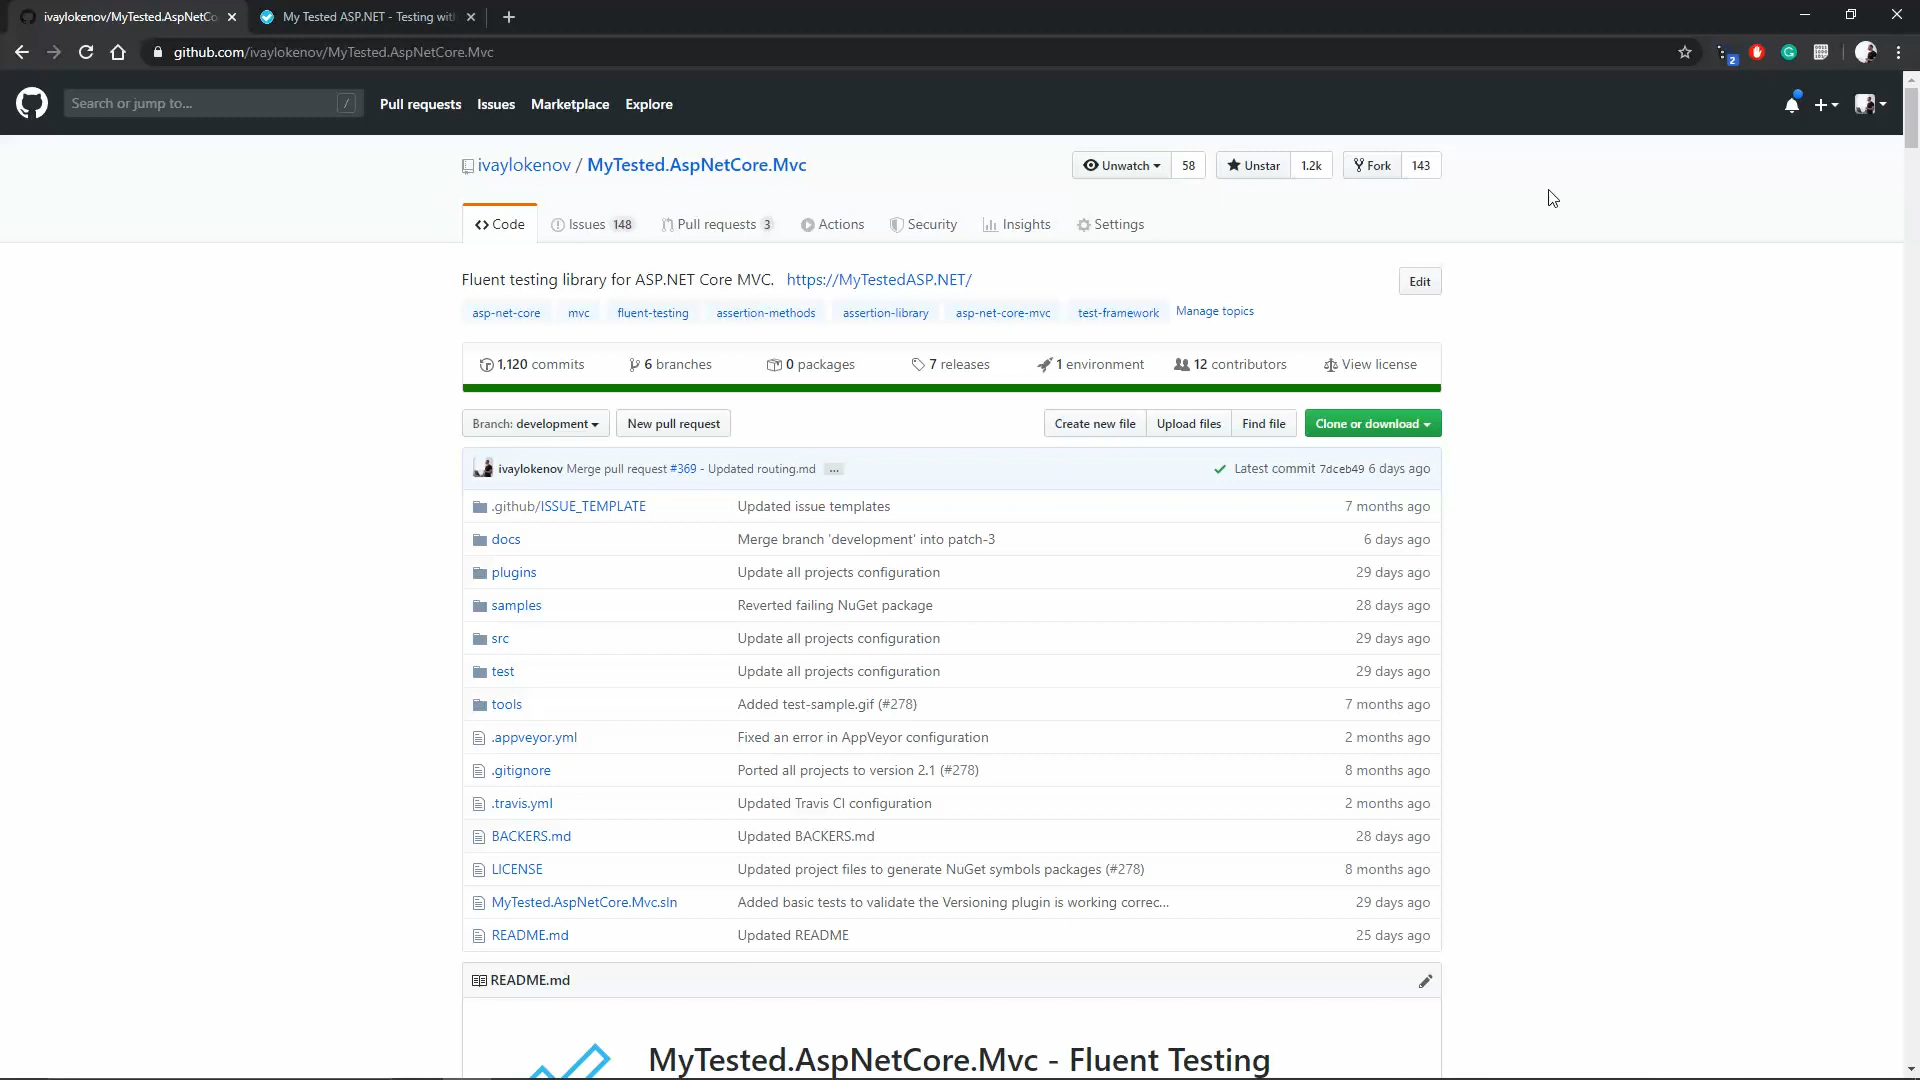 ivaylokenov/MyTested.AspNetCo
My Tested ASP.NET - Testing with
github.com/ivaylokenov/MyTested.AspNetCore.Mvc
2
Search or jump to...
/
Pull requests Issues Marketplace Explore
ivaylokenov / MyTested.AspNetCore.Mvc
Unwatch 58 Unstar 1.2k Fork 143
Code Issues 148 Pull requests 3 Actions Security Insights Settings
Fluent testing library for ASP.NET Core MVC. https://MyTestedASP.NET/ Edit
asp-net-core mvc fluent-testing assertion-methods assertion-library asp-net-core-mvc test-framework Manage topics
1,120 commits 6 branches 0 packages 7 releases 1 environment 12 contributors View license
Branch: development New pull request Create new file Upload files Find file Clone or download
ivaylokenov Merge pull request #369 - Updated routing.md ... Latest commit 7dceb49 6 days ago
.github/ISSUE_TEMPLATE Updated issue templates 7 months ago
docs Merge branch 'development' into patch-3 6 days ago
plugins Update all projects configuration 29 days ago
samples Reverted failing NuGet package 28 days ago
src Update all projects configuration 29 days ago
test Update all projects configuration 29 days ago
tools Added test-sample.gif (#278) 7 months ago
.appveyor.yml Fixed an error in AppVeyor configuration 2 months ago
.gitignore Ported all projects to version 2.1 (#278) 8 months ago
.travis.yml Updated Travis CI configuration 2 months ago
BACKERS.md Updated BACKERS.md 28 days ago
LICENSE Updated project files to generate NuGet symbols packages (#278) 8 months ago
MyTested.AspNetCore.Mvc.sln Added basic tests to validate the Versioning plugin is working correc... 29 days ago
README.md Updated README 25 days ago
README.md
MyTested.AspNetCore.Mvc - Fluent Testing